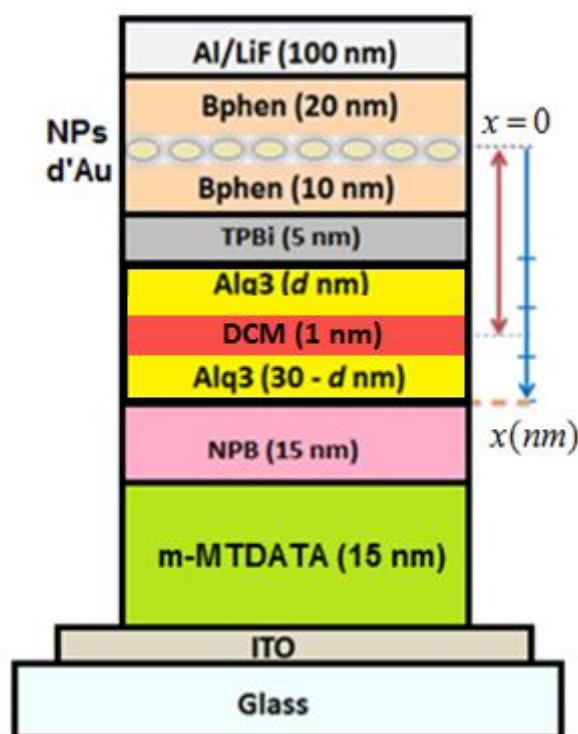 Al/LiF (100 nm)
Bphen (20 nm)
NPs
d'Au
x = 0
Bphen (10 nm)
TPBi (5 nm)
Alq3 (d nm)
DCM (1 nm)
Alq3 (30 - d nm)
x(nm)
NPB (15 nm)
m-MTDATA (15 nm)
ITO
Glass